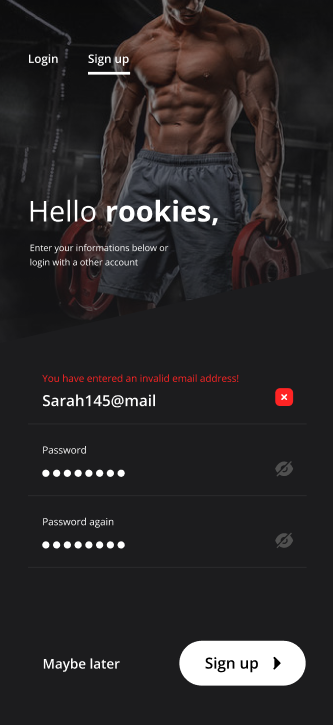 Login
Sign up
Hello rookies,
Enter your informations below or
login with a other account
You have entered an invalid email address!
Sarah145@mail
Password
Password again
Maybe later
Sign up